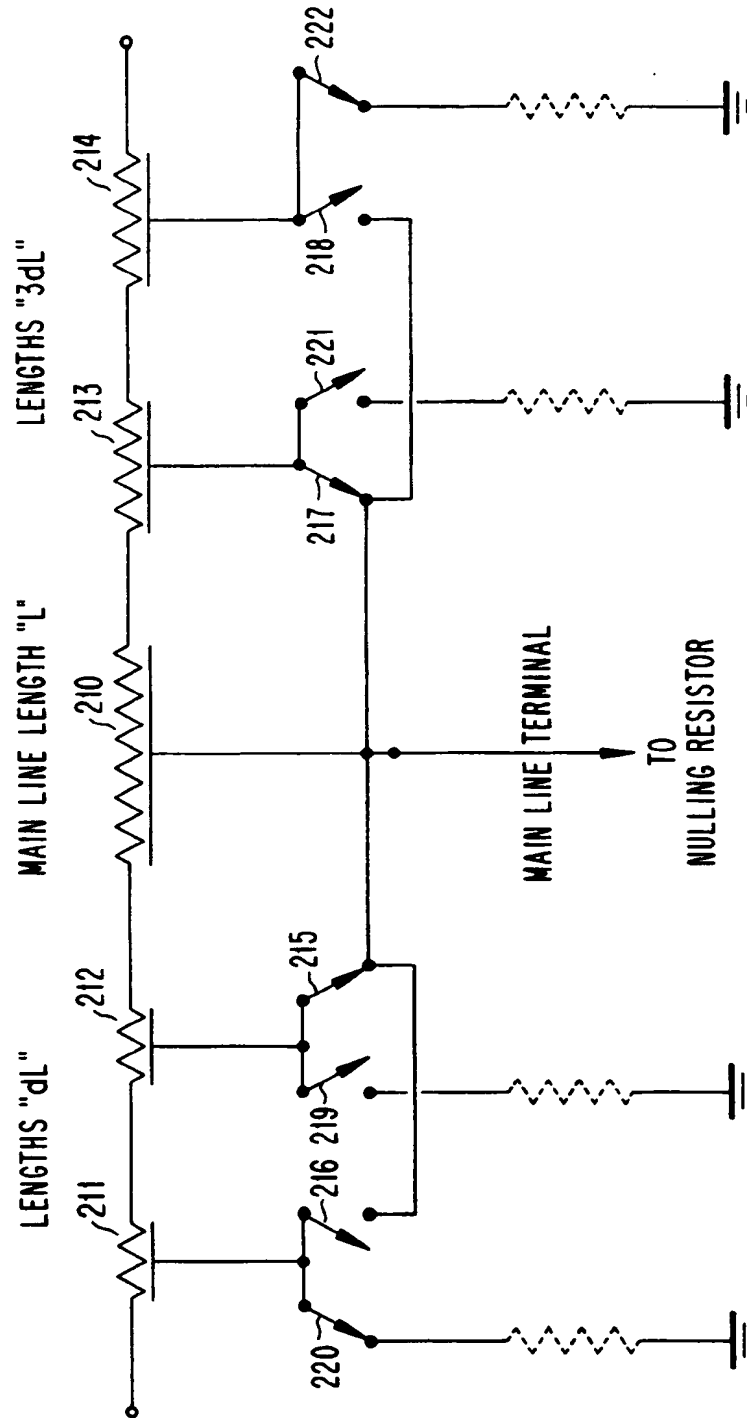 LENGTHS "dL"
MAIN LINE LENGTH "L"
LENGTHS "3dL"
211
212
210
213
214
220
216
219
215
217
221
218
222
MAIN LINE TERMINAL
TO
NULLING RESISTOR